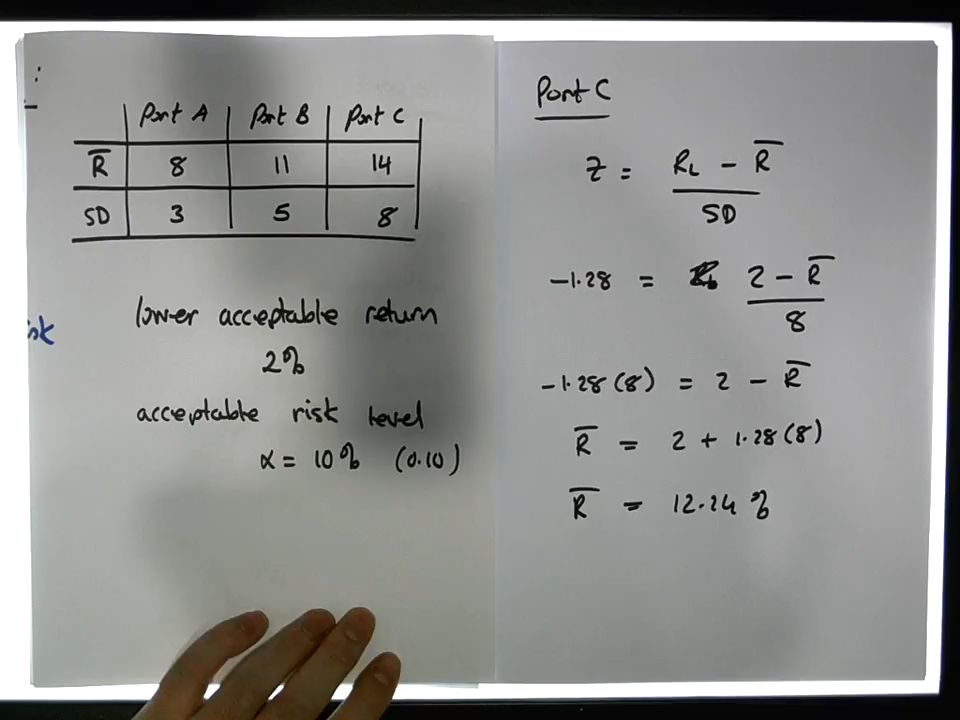 :
Port A Port B Port C
R̅ 8 11 14
SD 3 5 8
lower acceptable return
2%
acceptable risk level
α = 10% (0.10)
Port C
Z = (R_L - R̅) / SD
-1.28 = (2 - R̅) / 8
-1.28(8) = 2 - R̅
R̅ = 2 + 1.28(8)
R̅ = 12.24%